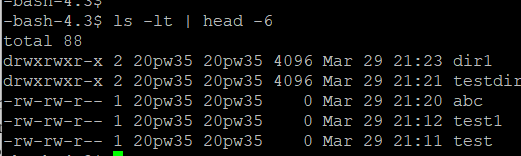 -bash-4.3$
-bash-4.3$ ls -lt | head -6
total 88
drwxrwxr-x 2 20pw35 20pw35 4096 Mar 29 21:23 dir1
drwxrwxr-x 2 20pw35 20pw35 4096 Mar 29 21:21 testdir
-rw-rw-r-- 1 20pw35 20pw35    0 Mar 29 21:20 abc
-rw-rw-r-- 1 20pw35 20pw35    0 Mar 29 21:12 test1
-rw-rw-r-- 1 20pw35 20pw35    0 Mar 29 21:11 test